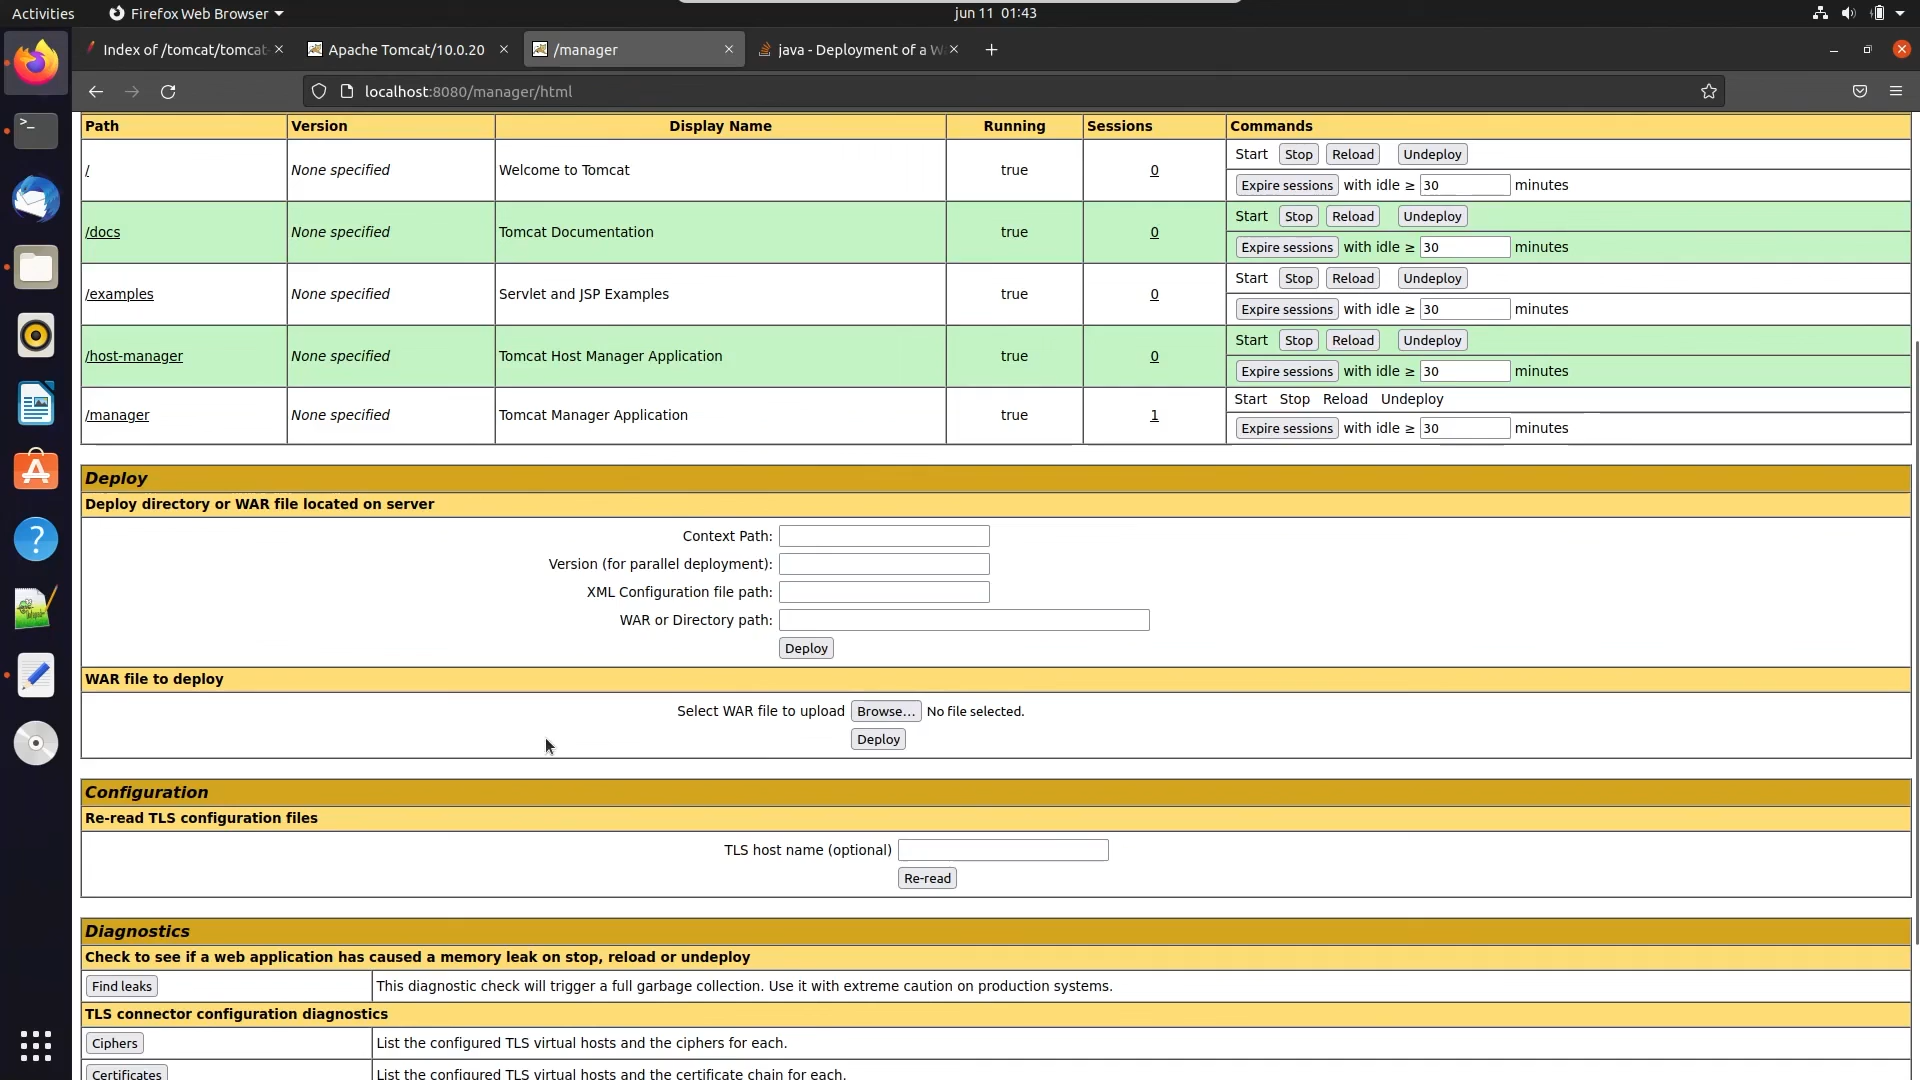 Activities
Firefox Web Browser
jun 11 01:43
Index of /tomcat/tomcat-
Apache Tomcat/10.0.20
/manager
java - Deployment of a W
localhost:8080/manager/html
Path Version Display Name Running Sessions Commands
/ None specified Welcome to Tomcat true 0 Start Stop Reload Undeploy
Expire sessions with idle ≥ 30 minutes
/docs None specified Tomcat Documentation true 0 Start Stop Reload Undeploy
Expire sessions with idle ≥ 30 minutes
/examples None specified Servlet and JSP Examples true 0 Start Stop Reload Undeploy
Expire sessions with idle ≥ 30 minutes
/host-manager None specified Tomcat Host Manager Application true 0 Start Stop Reload Undeploy
Expire sessions with idle ≥ 30 minutes
/manager None specified Tomcat Manager Application true 1 Start Stop Reload Undeploy
Expire sessions with idle ≥ 30 minutes
Deploy
Deploy directory or WAR file located on server
Context Path:
Version (for parallel deployment):
XML Configuration file path:
WAR or Directory path:
Deploy
WAR file to deploy
Select WAR file to upload Browse... No file selected.
Deploy
Configuration
Re-read TLS configuration files
TLS host name (optional)
Re-read
Diagnostics
Check to see if a web application has caused a memory leak on stop, reload or undeploy
Find leaks This diagnostic check will trigger a full garbage collection. Use it with extreme caution on production systems.
TLS connector configuration diagnostics
Ciphers List the configured TLS virtual hosts and the ciphers for each.
Certificates List the configured TLS virtual hosts and the certificate chain for each.